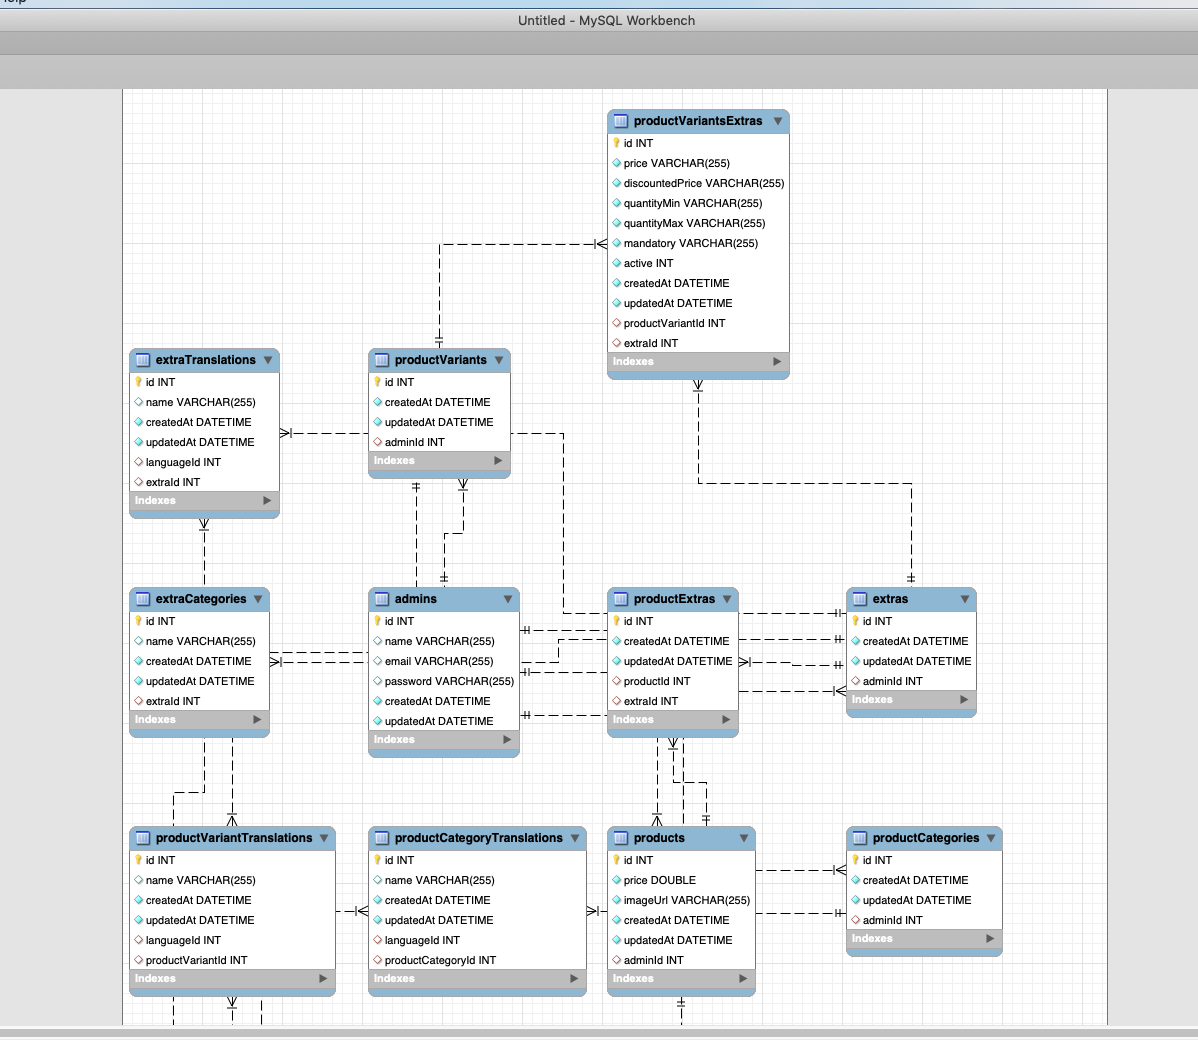 Untitled - MySQL Workbench
productVariantsExtras
id INT
price VARCHAR(255)
discountedPrice VARCHAR(255)
quantityMin VARCHAR(255)
quantityMax VARCHAR(255)
mandatory VARCHAR(255)
active INT
createdAt DATETIME
updatedAt DATETIME
productVariantId INT
extraId INT
Indexes
extraTranslations
id INT
name VARCHAR(255)
createdAt DATETIME
updatedAt DATETIME
languageId INT
extraId INT
Indexes
productVariants
id INT
createdAt DATETIME
updatedAt DATETIME
adminId INT
Indexes
extraCategories
id INT
name VARCHAR(255)
createdAt DATETIME
updatedAt DATETIME
extraId INT
Indexes
admins
id INT
name VARCHAR(255)
email VARCHAR(255)
password VARCHAR(255)
createdAt DATETIME
updatedAt DATETIME
Indexes
productExtras
id INT
createdAt DATETIME
updatedAt DATETIME
productId INT
extraId INT
Indexes
extras
id INT
createdAt DATETIME
updatedAt DATETIME
adminId INT
Indexes
productVariantTranslations
id INT
name VARCHAR(255)
createdAt DATETIME
updatedAt DATETIME
languageId INT
productVariantId INT
Indexes
productCategoryTranslations
id INT
name VARCHAR(255)
createdAt DATETIME
updatedAt DATETIME
languageId INT
productCategoryId INT
Indexes
products
id INT
price DOUBLE
imageUrl VARCHAR(255)
createdAt DATETIME
updatedAt DATETIME
adminId INT
Indexes
productCategories
id INT
createdAt DATETIME
updatedAt DATETIME
adminId INT
Indexes